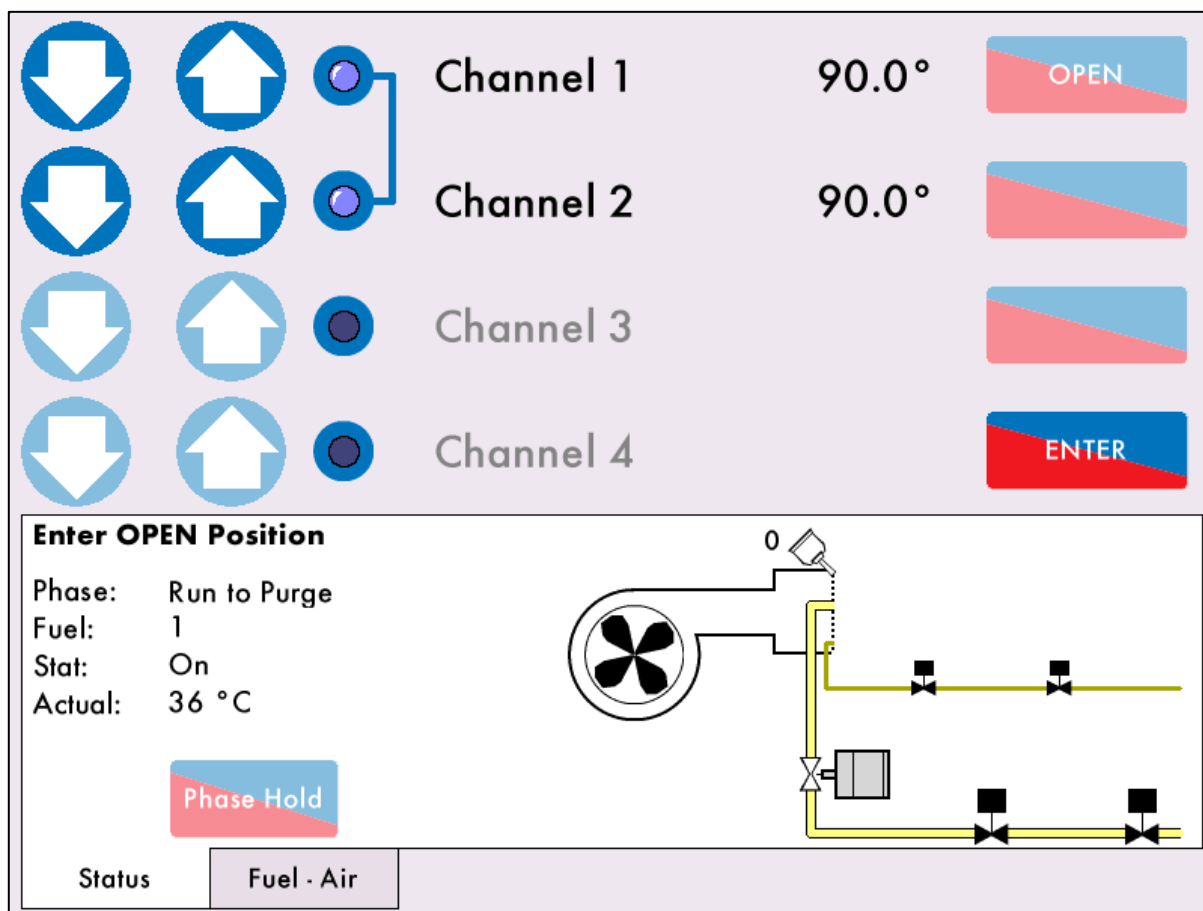 Channel 1 90.0° OPEN
Channel 2 90.0°
Channel 3
Channel 4 ENTER
Enter OPEN Position
0
Phase: Run to Purge
Fuel: 1
Stat: On
Actual: 36 °C
Phase Hold
Status Fuel - Air